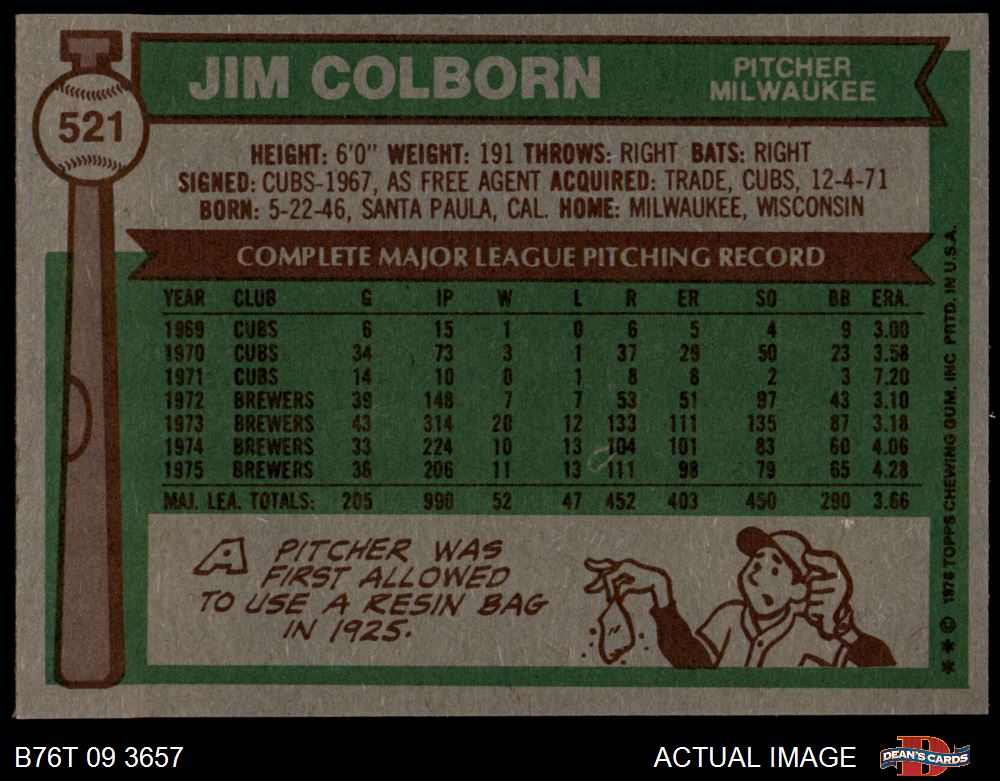 521
JIM COLBORN
PITCHER
MILWAUKEE
HEIGHT: 6'0" WEIGHT: 191 THROWS: RIGHT BATS: RIGHT
SIGNED: CUBS-1967, AS FREE AGENT ACQUIRED: TRADE, CUBS, 12-4-71
BORN: 5-22-46, SANTA PAULA, CAL. HOME: MILWAUKEE, WISCONSIN
COMPLETE MAJOR LEAGUE PITCHING RECORD
YEAR CLUB G IP W L R ER SO BB ERA.
1969 CUBS 6 15 1 0 6 5 4 9 3.00
1970 CUBS 34 73 3 1 37 29 50 23 3.58
1971 CUBS 14 10 0 1 8 8 2 3 7.20
1972 BREWERS 39 148 7 7 53 51 97 43 3.10
1973 BREWERS 43 314 20 12 133 111 135 87 3.18
1974 BREWERS 33 224 10 13 104 101 83 60 4.06
1975 BREWERS 36 206 11 13 111 98 79 65 4.28
MAJ. LEA. TOTALS: 205 990 52 47 452 403 450 290 3.66
A PITCHER WAS
FIRST ALLOWED
TO USE A RESIN BAG
IN 1925.
** © 1976 TOPPS CHEWING GUM, INC PRTD. IN U.S.A.
B76T 09 3657
ACTUAL IMAGE
DEAN'S CARDS